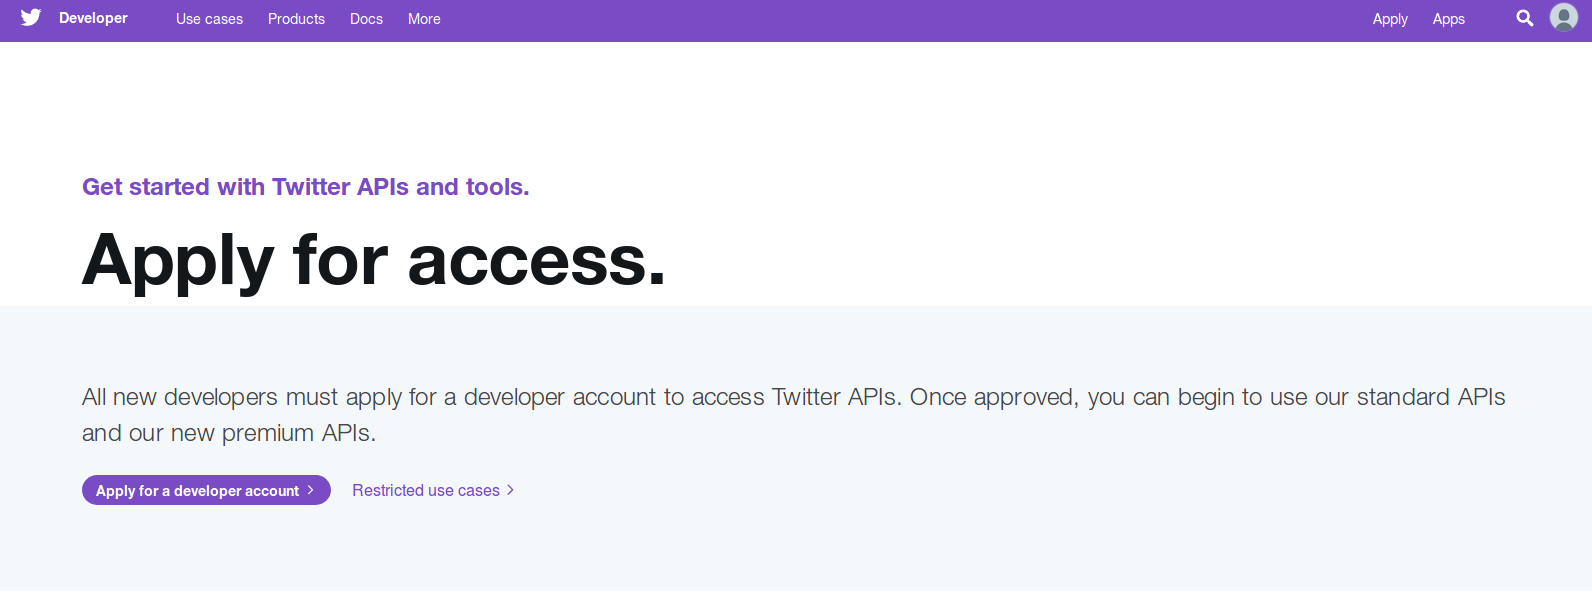 Developer Use cases Products Docs More Apply Apps
Get started with Twitter APIs and tools.
Apply for access.
All new developers must apply for a developer account to access Twitter APIs. Once approved, you can begin to use our standard APIs
and our new premium APIs.
Apply for a developer account Restricted use cases